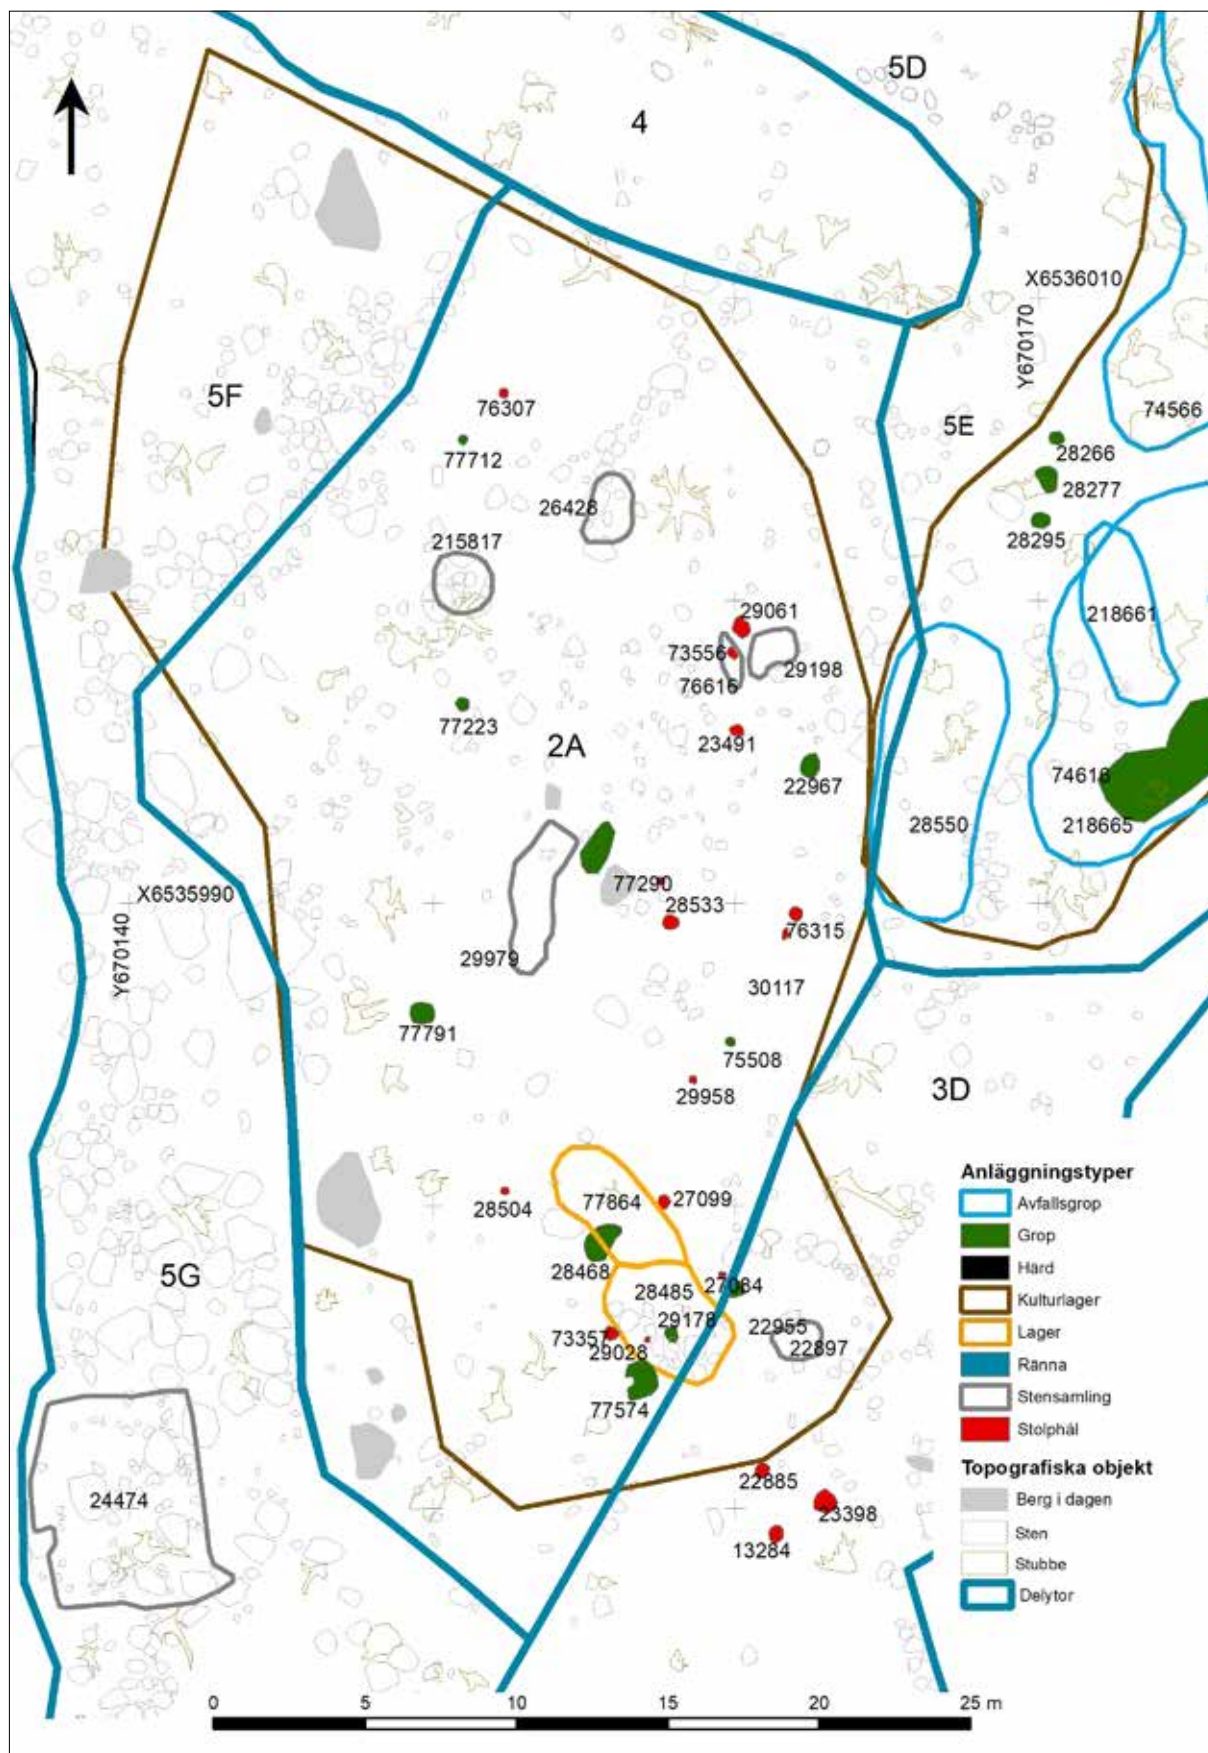 5D
4
X6536010
Y670170
5F
76307
74566
5E
77712
28266
28277
26428
28295
215817
29061
218661
73556
29198
76616
77223
23491
2A
74618
22967
28550
218665
77290
X6535990
28533
76315
29979
Y670140
30117
77791
75508
29958
3D
Anläggningstyper
Avfallsgrop
Grop
Härd
Kulturlager
Lager
Ränna
Stensamling
Stolphål
Topografiska objekt
Berg i dagen
Sten
Stubbe
Delytor
77864
27099
28504
28468
5G
28485
27084
29178
22955
73357
29028
22897
77574
22885
24474
23398
13284
0 5 10 15 20 25 m